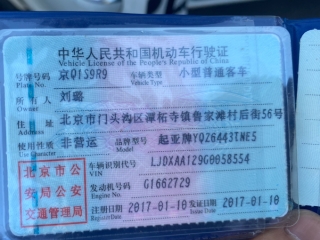 中华人民共和国机动车行驶证
Vehicle License of the People's Republic of China
号牌号码 京Q159R9 车辆类型 小型普通客车
Plate No. Vehicle Type
所有人 刘璐
Owner
住址 北京市门头沟区潭柘寺镇鲁家滩村后街56号
Address
使用性质 非营运 品牌型号 起亚牌YQZ6443TNE5
Use Character Model
北京市公
安局公安
交通管理局
车辆识别代号 LJDXAA129G0058554
VIN
发动机号码 G1662729
Engine No.
注册日期 2017-01-10 发证日期 2017-01-10
Register Date Issue Date